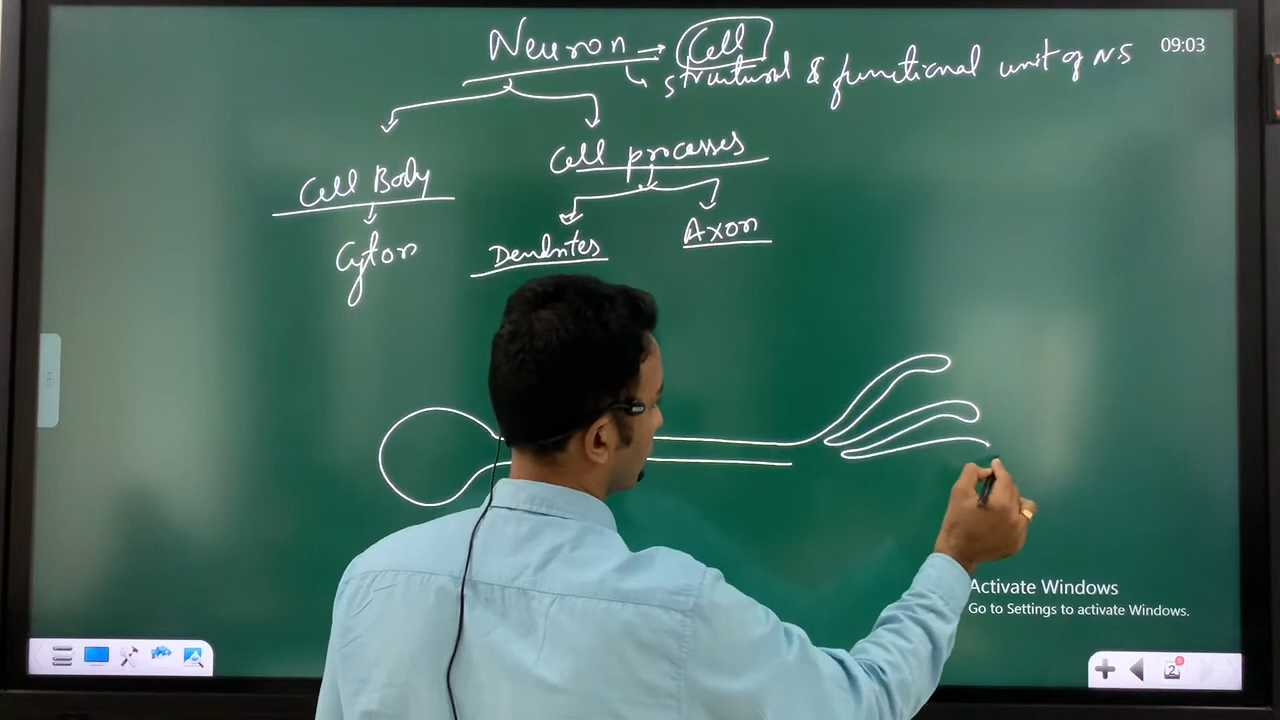 Neuron → Cell
09:03
↳ structural & functional unit of NS
Cell Body
Cell processes
Cyton
Dendrites
Axon
Activate Windows
Go to Settings to activate Windows.
2